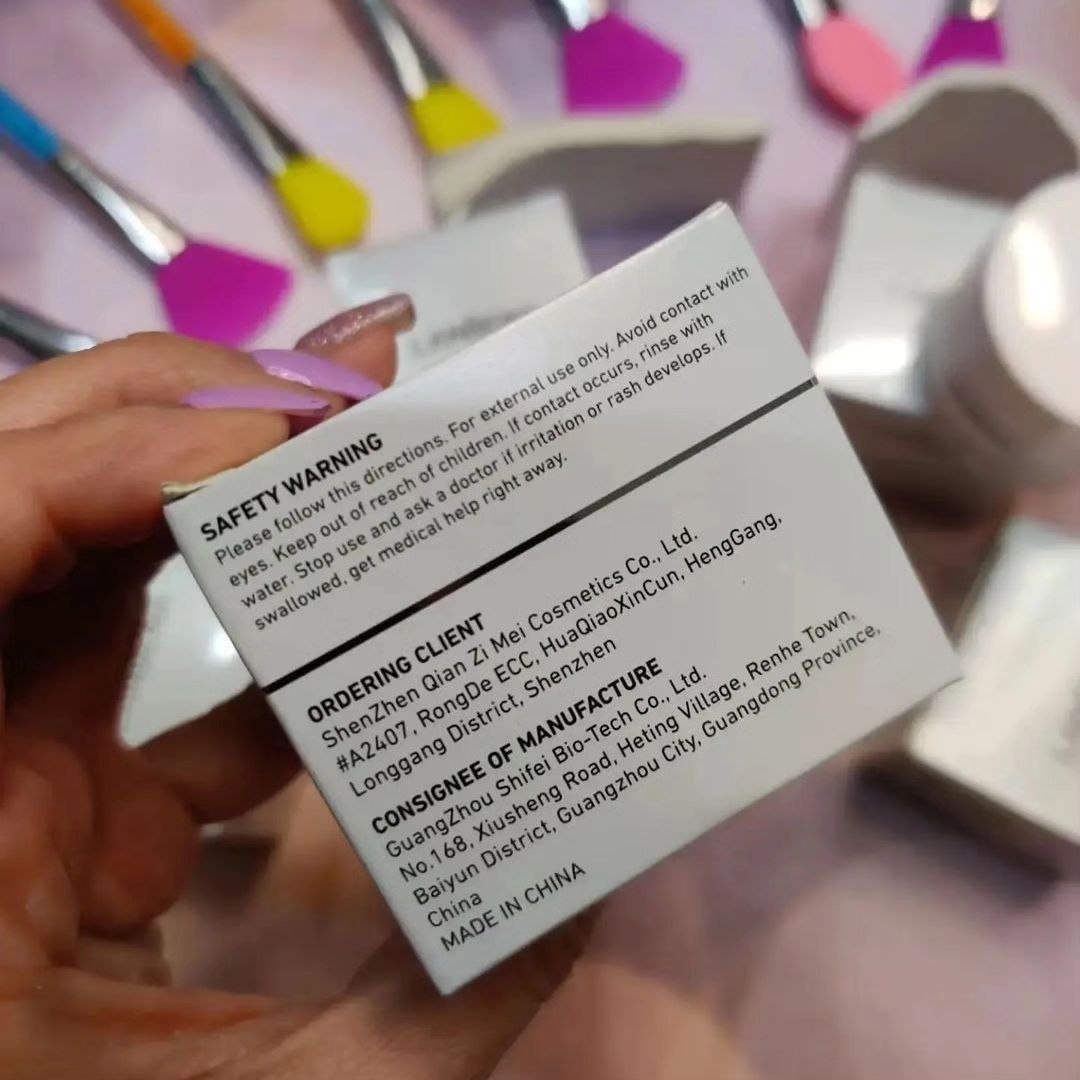 SAFETY WARNING
Please follow this directions. For external use only. Avoid contact with
eyes. Keep out of reach of children. If contact occurs, rinse with
water. Stop use and ask a doctor if irritation or rash develops. If
swallowed, get medical help right away.
ORDERING CLIENT
ShenZhen Qian Zi Mei Cosmetics Co., Ltd.
#A2407, RongDe ECC, HuaQiaoXinCun, HengGang,
Longgang District, Shenzhen
CONSIGNEE OF MANUFACTURE
GuangZhou Shifei Bio-Tech Co., Ltd.
No.168, Xiusheng Road, Heting Village, Renhe Town,
Baiyun District, Guangzhou City, Guangdong Province,
China
MADE IN CHINA